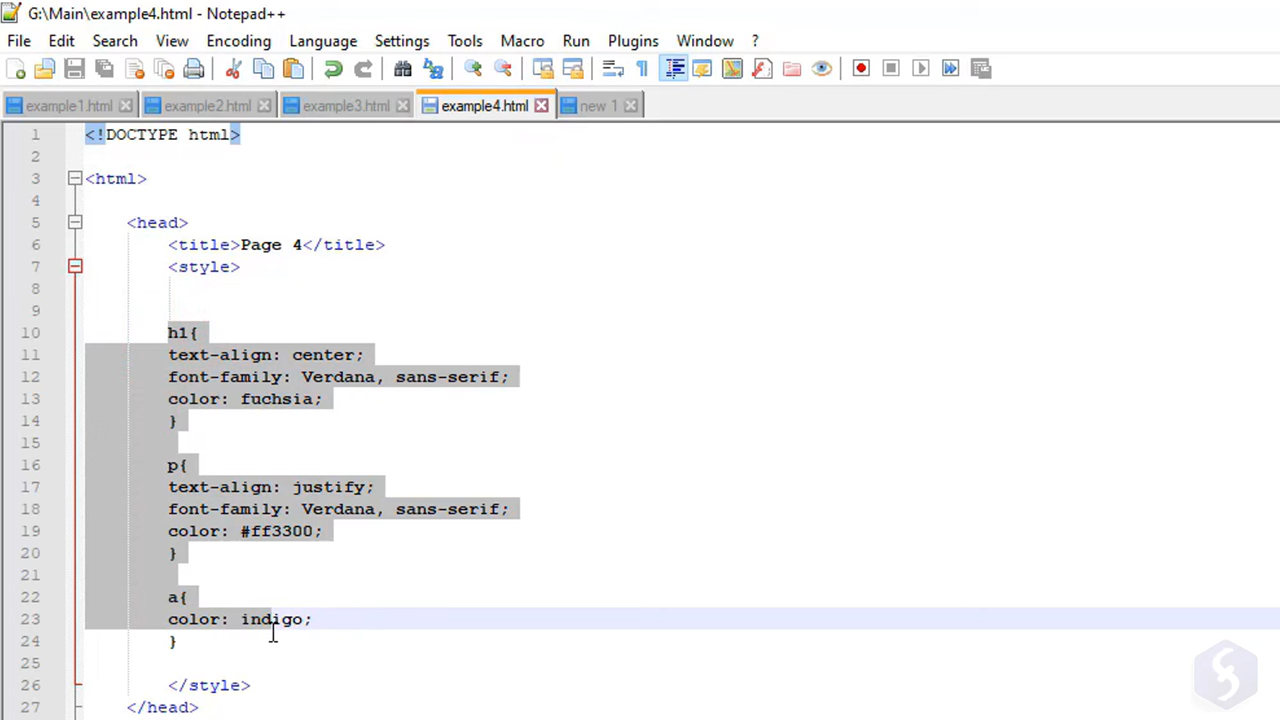 G:\Main\example4.html - Notepad++
File Edit Search View Encoding Language Settings Tools Macro Run Plugins Window ?
example1.html example2.html example3.html example4.html new 1
1 <!DOCTYPE html>
2
3 <html>
4
5 <head>
6 <title>Page 4</title>
7 <style>
8
9
10 h1{
11 text-align: center;
12 font-family: Verdana, sans-serif;
13 color: fuchsia;
14 }
15
16 p{
17 text-align: justify;
18 font-family: Verdana, sans-serif;
19 color: #ff3300;
20 }
21
22 a{
23 color: indigo;
24 }
25
26 </style>
27 </head>